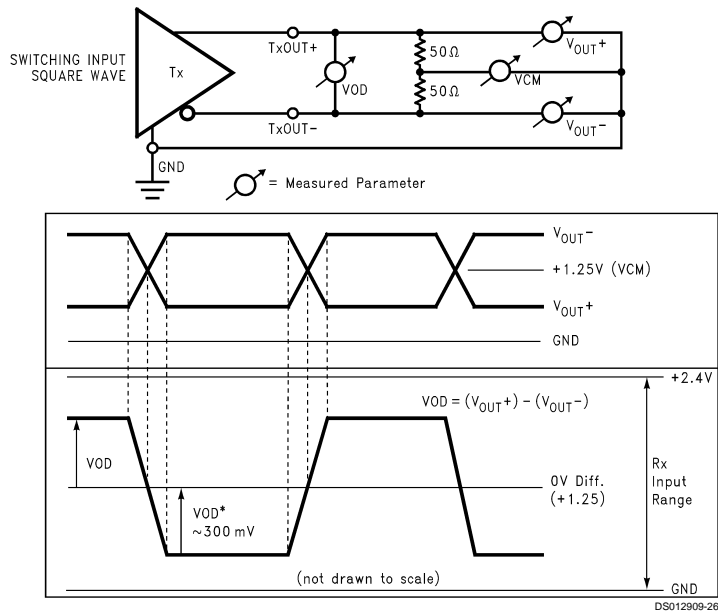 SWITCHING INPUT
SQUARE WAVE
Tx
TxOUT+
TxOUT−
VOD
50Ω
50Ω
VCM
VOUT+
VOUT−
GND
= Measured Parameter
VOUT−
+1.25V (VCM)
VOUT+
GND
+2.4V
VOD = (VOUT+) − (VOUT−)
VOD
VOD*
~300 mV
0V Diff.
(+1.25)
Rx
Input
Range
(not drawn to scale)
GND
DS012909-26